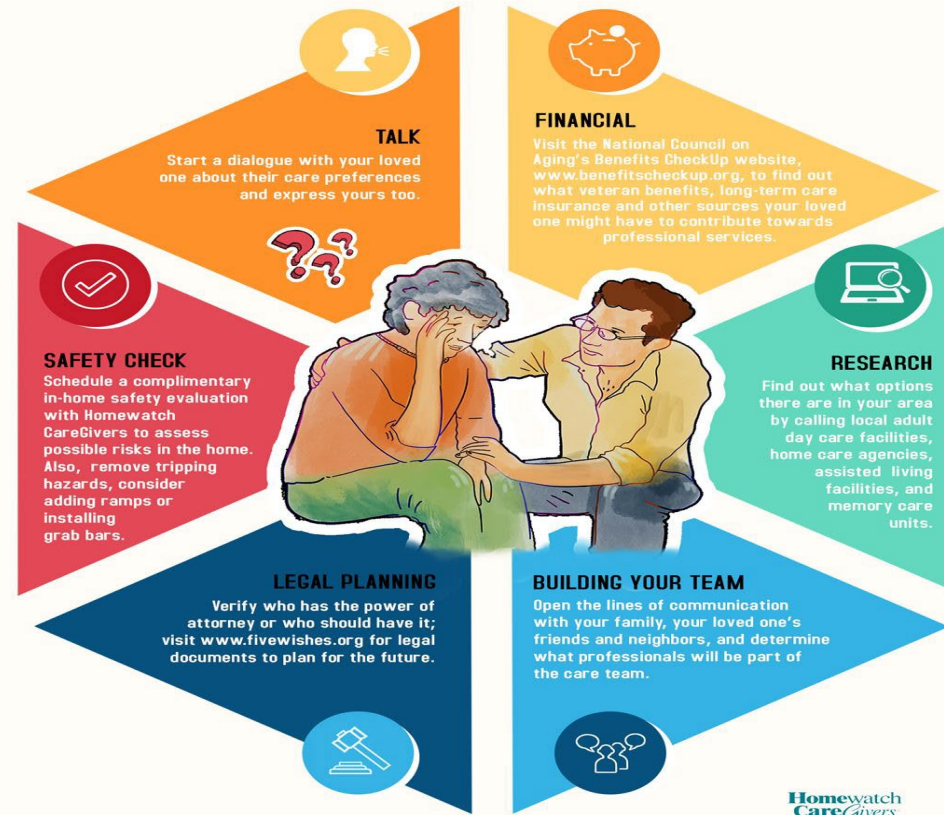 TALK
Start a dialogue with your loved
one about their care preferences
and express yours too.
FINANCIAL
Visit the National Council on
Aging's Benefits CheckUp website,
www.benefitscheckup.org, to find out
what veteran benefits, long-term care
insurance and other sources your loved
one might have to contribute towards
professional services.
SAFETY CHECK
Schedule a complimentary
in-home safety evaluation
with Homewatch
CareGivers to assess
possible risks in the home.
Also, remove tripping
hazards, consider
adding ramps or
installing
grab bars.
RESEARCH
Find out what options
there are in your area
by calling local adult
day care facilities,
home care agencies,
assisted living
facilities, and
memory care
units.
LEGAL PLANNING
Verify who has the power of
attorney or who should have it;
visit www.fivewishes.org for legal
documents to plan for the future.
BUILDING YOUR TEAM
Open the lines of communication
with your family, your loved one's
friends and neighbors, and determine
what professionals will be part of
the care team.
Homewatch
CareGivers